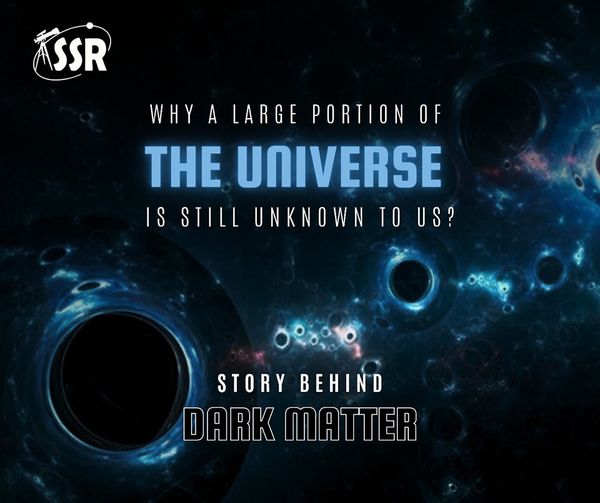 SSR
WHY A LARGE PORTION OF
THE UNIVERSE
IS STILL UNKNOWN TO US?
STORY BEHIND
DARK MATTER